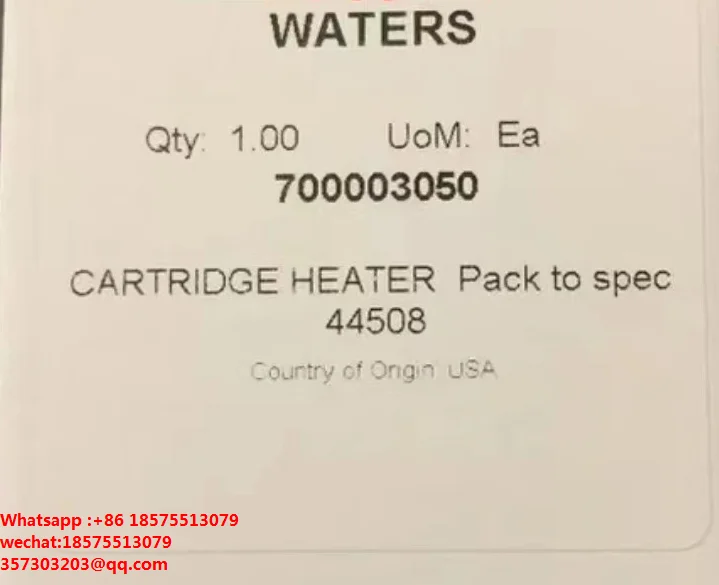 WATERS
Qty: 1.00 UoM: Ea
700003050
CARTRIDGE HEATER Pack to spec
44508
Country of Origin USA
Whatsapp :+86 18575513079
wechat:18575513079
357303203@qq.com